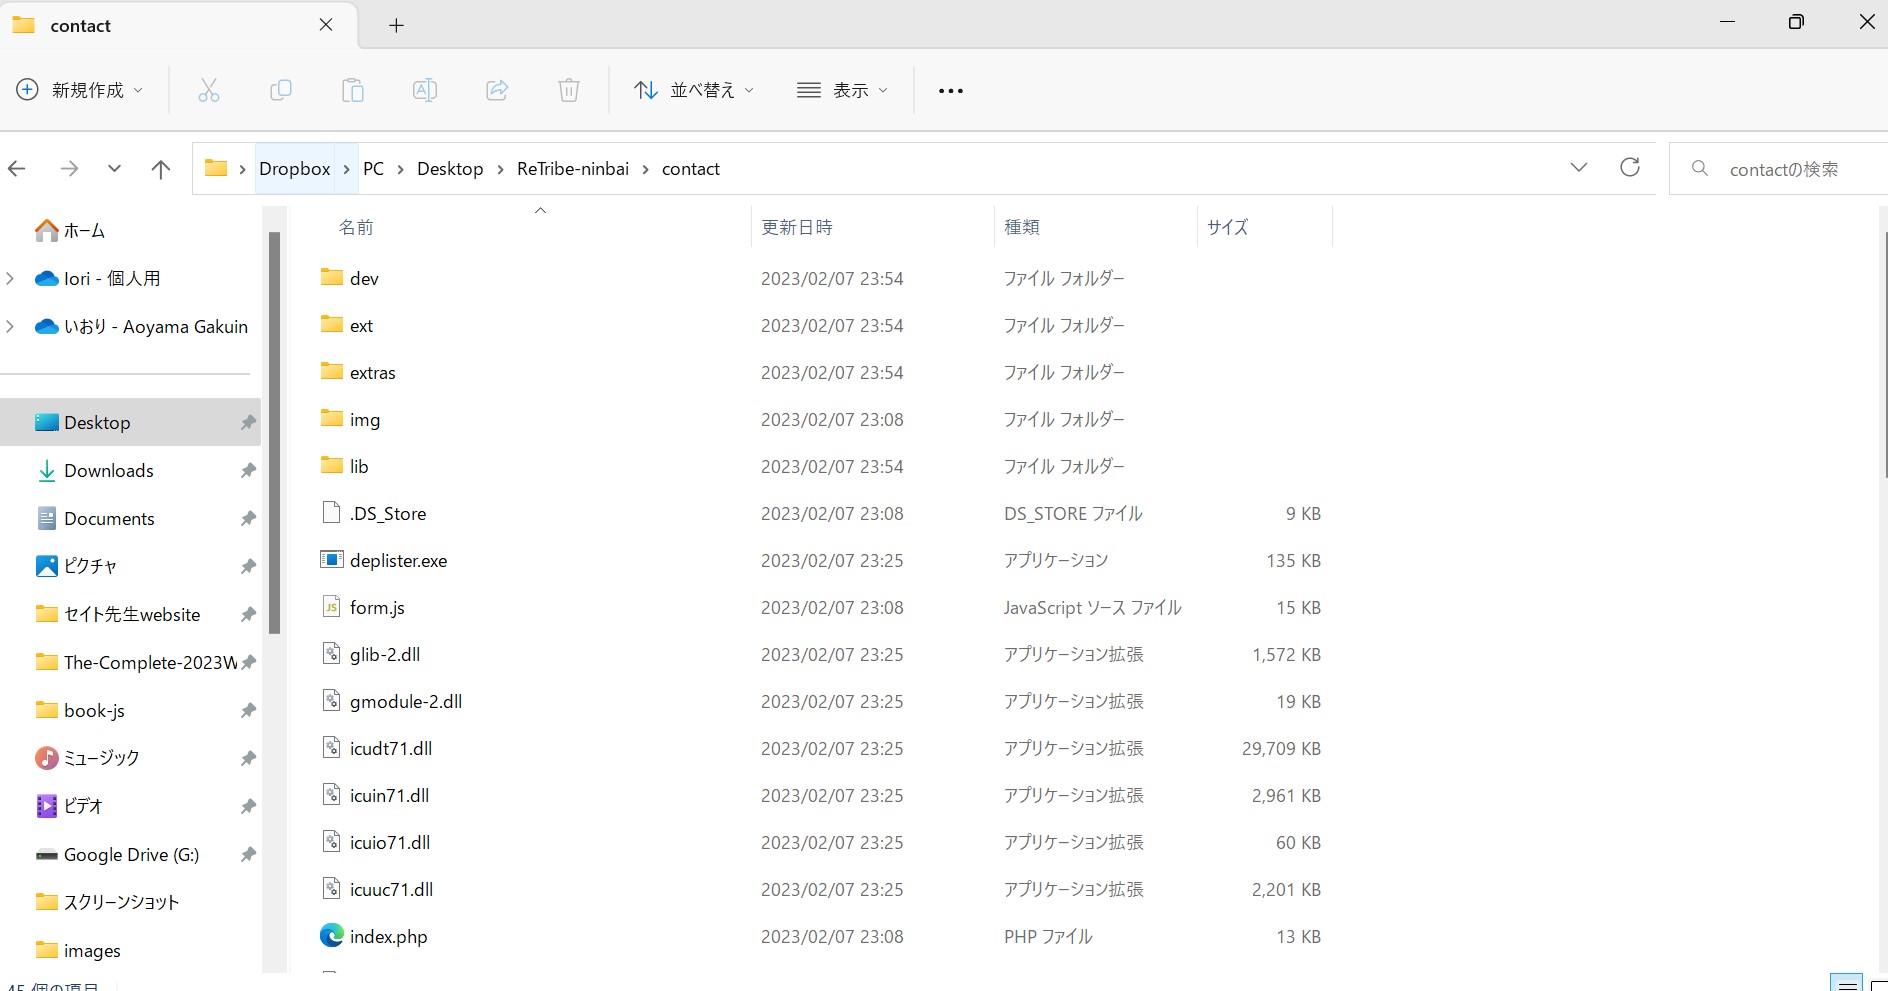 contact
新規作成
並べ替え
表示
Dropbox PC Desktop ReTribe-ninbai contact
contactの検索
ホーム
Iori - 個人用
いおり - Aoyama Gakuin
Desktop
Downloads
Documents
ピクチャ
セイト先生website
The-Complete-2023W
book-js
ミュージック
ビデオ
Google Drive (G:)
スクリーンショット
images
名前 更新日時 種類 サイズ
dev 2023/02/07 23:54 ファイル フォルダー
ext 2023/02/07 23:54 ファイル フォルダー
extras 2023/02/07 23:54 ファイル フォルダー
img 2023/02/07 23:08 ファイル フォルダー
lib 2023/02/07 23:54 ファイル フォルダー
.DS_Store 2023/02/07 23:08 DS_STORE ファイル 9 KB
deplister.exe 2023/02/07 23:25 アプリケーション 135 KB
form.js 2023/02/07 23:08 JavaScript ソース ファイル 15 KB
glib-2.dll 2023/02/07 23:25 アプリケーション拡張 1,572 KB
gmodule-2.dll 2023/02/07 23:25 アプリケーション拡張 19 KB
icudt71.dll 2023/02/07 23:25 アプリケーション拡張 29,709 KB
icuin71.dll 2023/02/07 23:25 アプリケーション拡張 2,961 KB
icuio71.dll 2023/02/07 23:25 アプリケーション拡張 60 KB
icuuc71.dll 2023/02/07 23:25 アプリケーション拡張 2,201 KB
index.php 2023/02/07 23:08 PHP ファイル 13 KB
45 個の項目